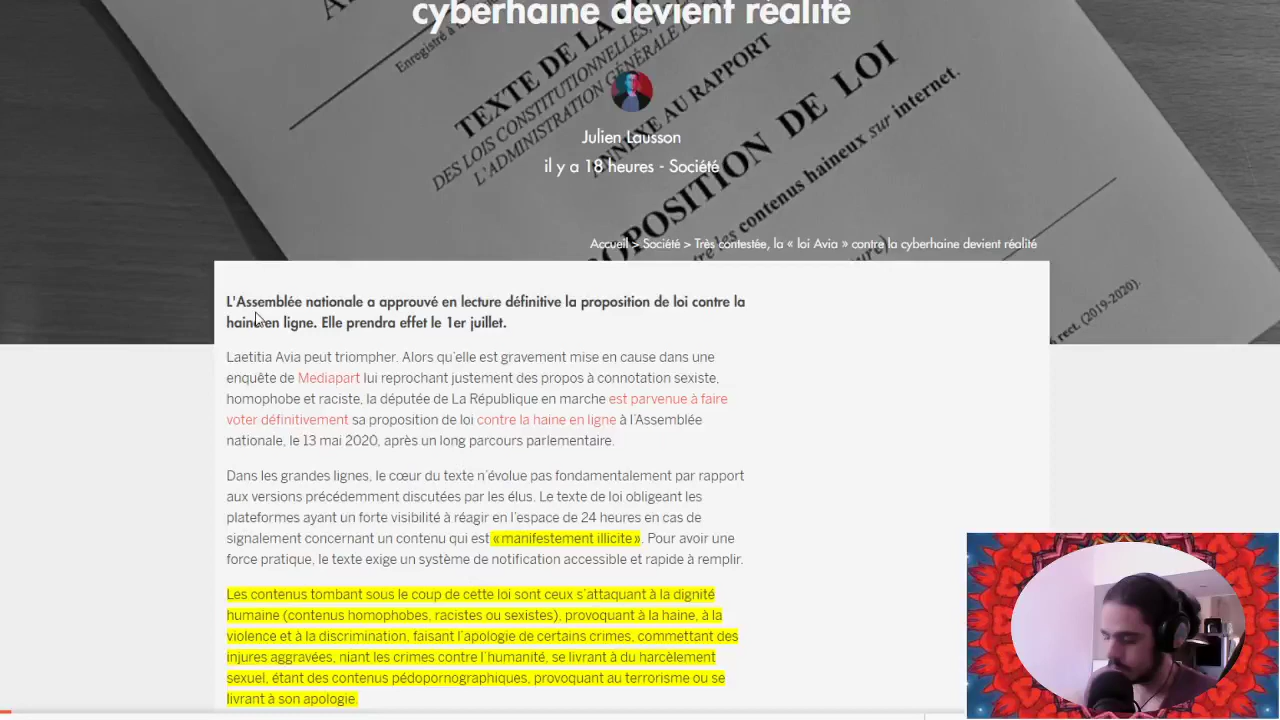 cyberhaine devient réalité
Enregistré à
TEXTE DE LA
DES LOIS CONSTITUTIONNELLES,
L'ADMINISTRATION GÉNÉRALE DE
ANNEXE AU RAPPORT
PROPOSITION DE LOI
les contenus haineux sur internet.
rect. (2019-2020).
Julien Lausson
il y a 18 heures - Société
Accueil > Société > Très contestée, la « loi Avia » contre la cyberhaine devient réalité
L'Assemblée nationale a approuvé en lecture définitive la proposition de loi contre la
haine en ligne. Elle prendra effet le 1er juillet.
Laetitia Avia peut triompher. Alors qu'elle est gravement mise en cause dans une
enquête de Mediapart lui reprochant justement des propos à connotation sexiste,
homophobe et raciste, la députée de La République en marche est parvenue à faire
voter définitivement sa proposition de loi contre la haine en ligne à l'Assemblée
nationale, le 13 mai 2020, après un long parcours parlementaire.
Dans les grandes lignes, le cœur du texte n'évolue pas fondamentalement par rapport
aux versions précédemment discutées par les élus. Le texte de loi obligeant les
plateformes ayant un forte visibilité à réagir en l'espace de 24 heures en cas de
signalement concernant un contenu qui est « manifestement illicite ». Pour avoir une
force pratique, le texte exige un système de notification accessible et rapide à remplir.
Les contenus tombant sous le coup de cette loi sont ceux s'attaquant à la dignité
humaine (contenus homophobes, racistes ou sexistes), provoquant à la haine, à la
violence et à la discrimination, faisant l'apologie de certains crimes, commettant des
injures aggravées, niant les crimes contre l'humanité, se livrant à du harcèlement
sexuel, étant des contenus pédopornographiques, provoquant au terrorisme ou se
livrant à son apologie.